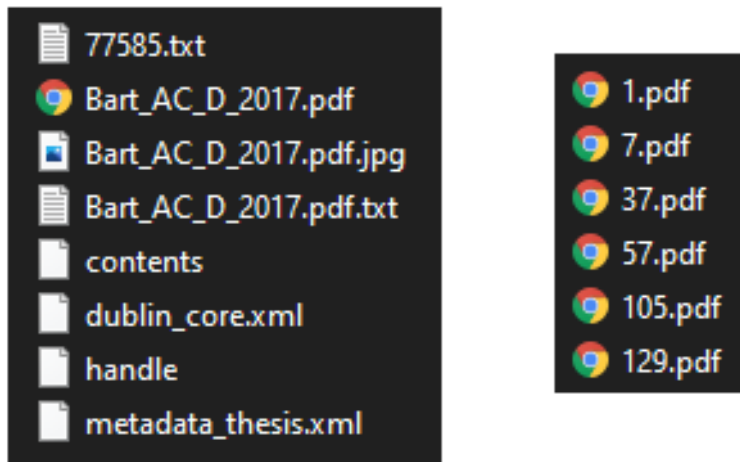 77585.txt
Bart_AC_D_2017.pdf
Bart_AC_D_2017.pdf.jpg
Bart_AC_D_2017.pdf.txt
contents
dublin_core.xml
handle
metadata_thesis.xml
1.pdf
7.pdf
37.pdf
57.pdf
105.pdf
129.pdf